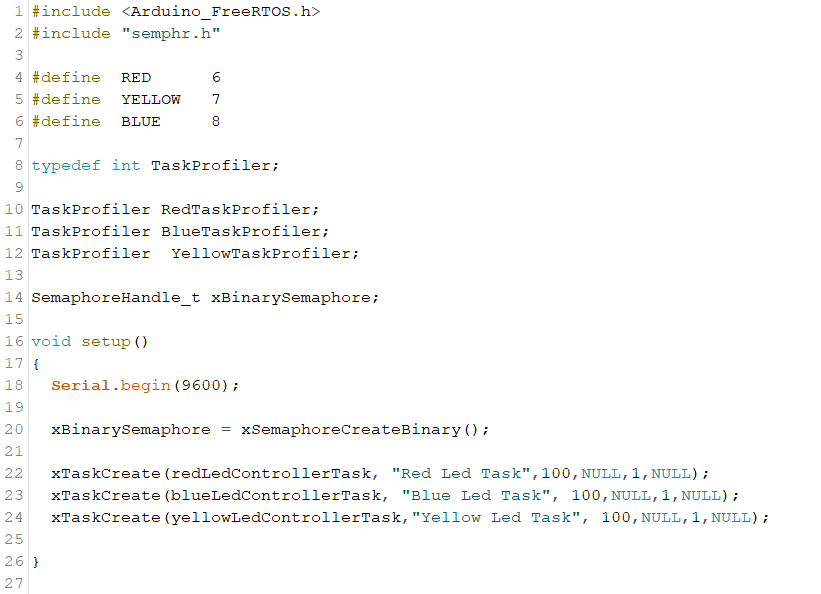 1 #include <Arduino_FreeRTOS.h>
2 #include "semphr.h"
3
4 #define  RED      6
5 #define  YELLOW   7
6 #define  BLUE     8
7
8 typedef int TaskProfiler;
9
10 TaskProfiler RedTaskProfiler;
11 TaskProfiler BlueTaskProfiler;
12 TaskProfiler  YellowTaskProfiler;
13
14 SemaphoreHandle_t xBinarySemaphore;
15
16 void setup()
17 {
18   Serial.begin(9600);
19
20   xBinarySemaphore = xSemaphoreCreateBinary();
21
22   xTaskCreate(redLedControllerTask, "Red Led Task",100,NULL,1,NULL);
23   xTaskCreate(blueLedControllerTask, "Blue Led Task", 100,NULL,1,NULL);
24   xTaskCreate(yellowLedControllerTask,"Yellow Led Task", 100,NULL,1,NULL);
25
26 }
27